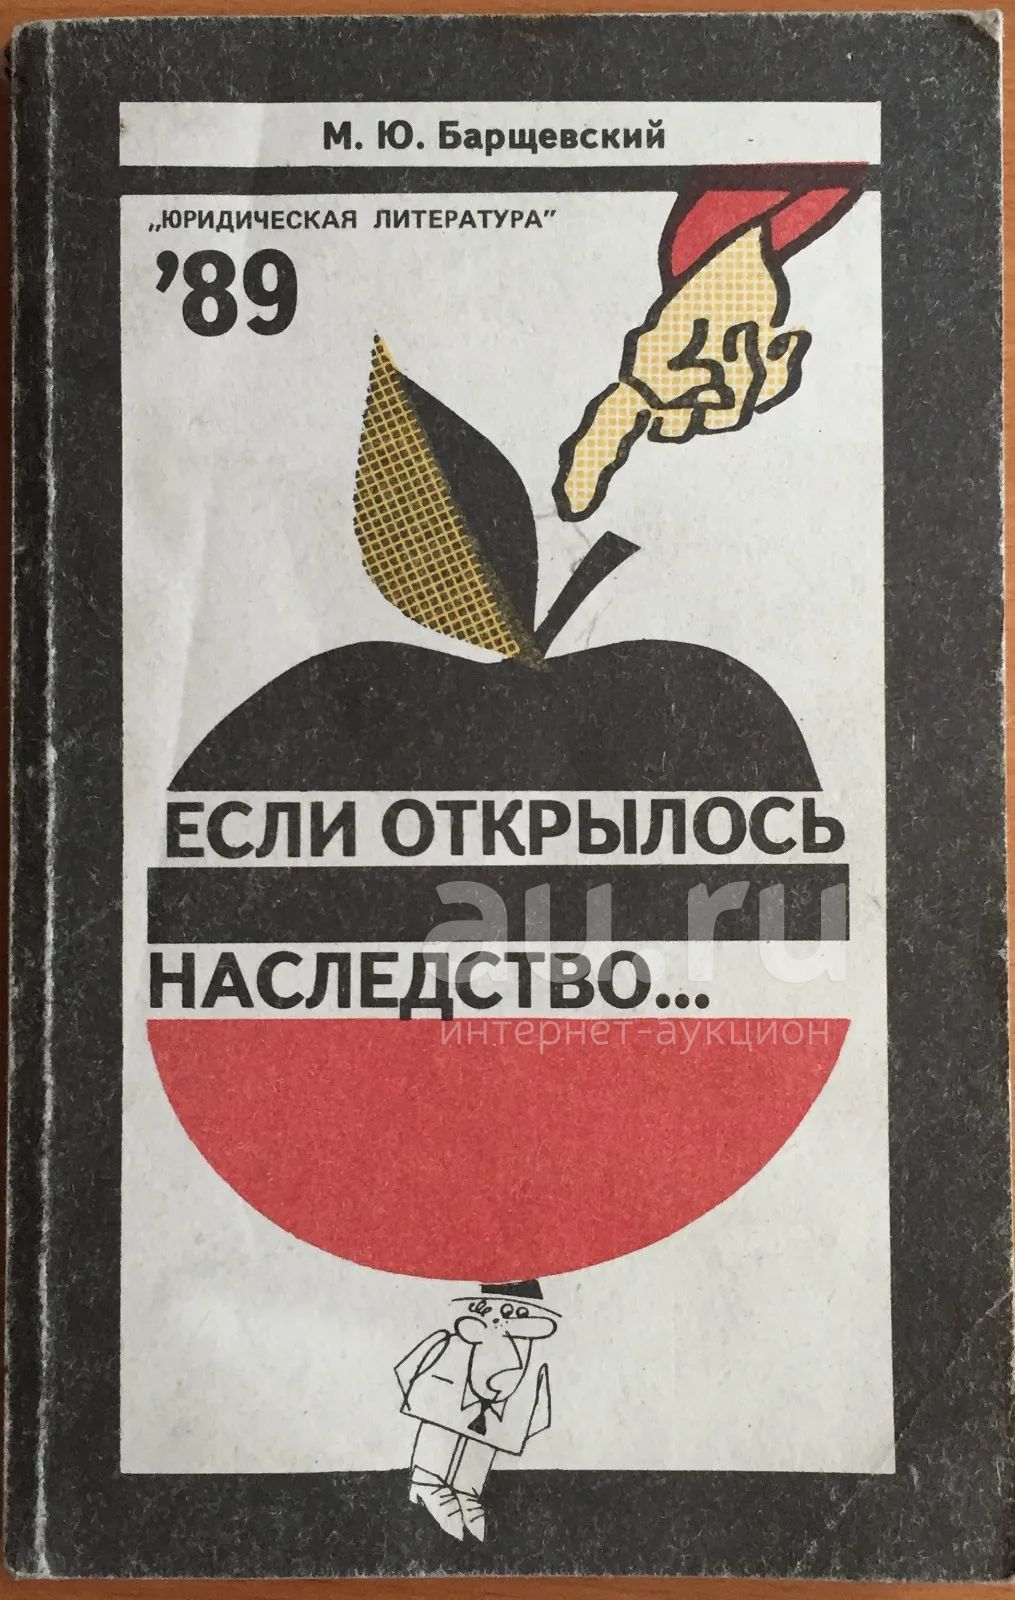 М. Ю. Барщевский
„ЮРИДИЧЕСКАЯ ЛИТЕРАТУРА”
’89
ЕСЛИ ОТКРЫЛОСЬ
НАСЛЕДСТВО...
au.ru
интернет-аукцион